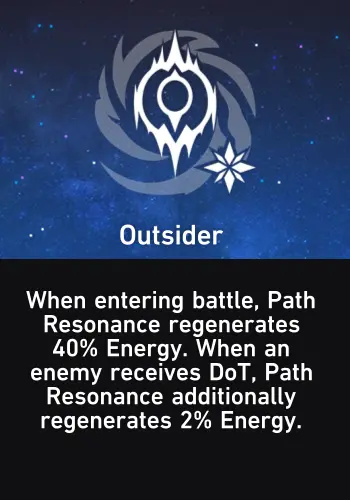 Outsider
When entering battle, Path
Resonance regenerates
40% Energy. When an
enemy receives DoT, Path
Resonance additionally
regenerates 2% Energy.